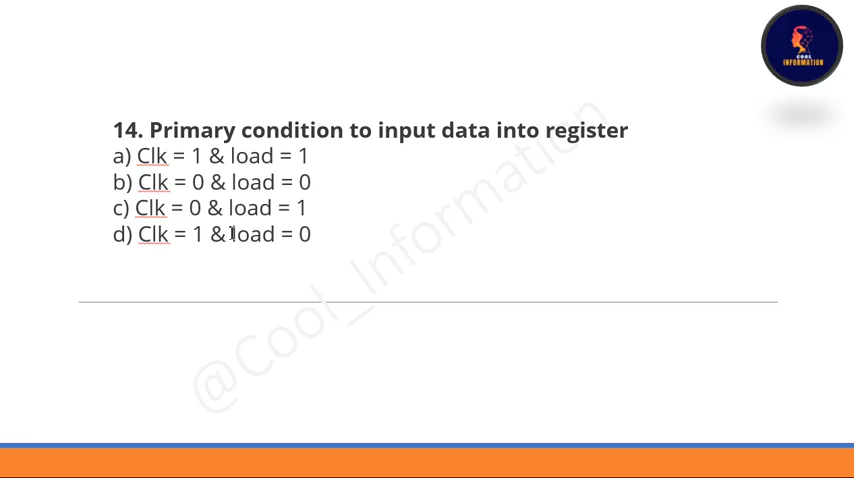 COOL
INFORMATION
14. Primary condition to input data into register
a) Clk = 1 & load = 1
b) Clk = 0 & load = 0
c) Clk = 0 & load = 1
d) Clk = 1 & load = 0
@Cool_Information